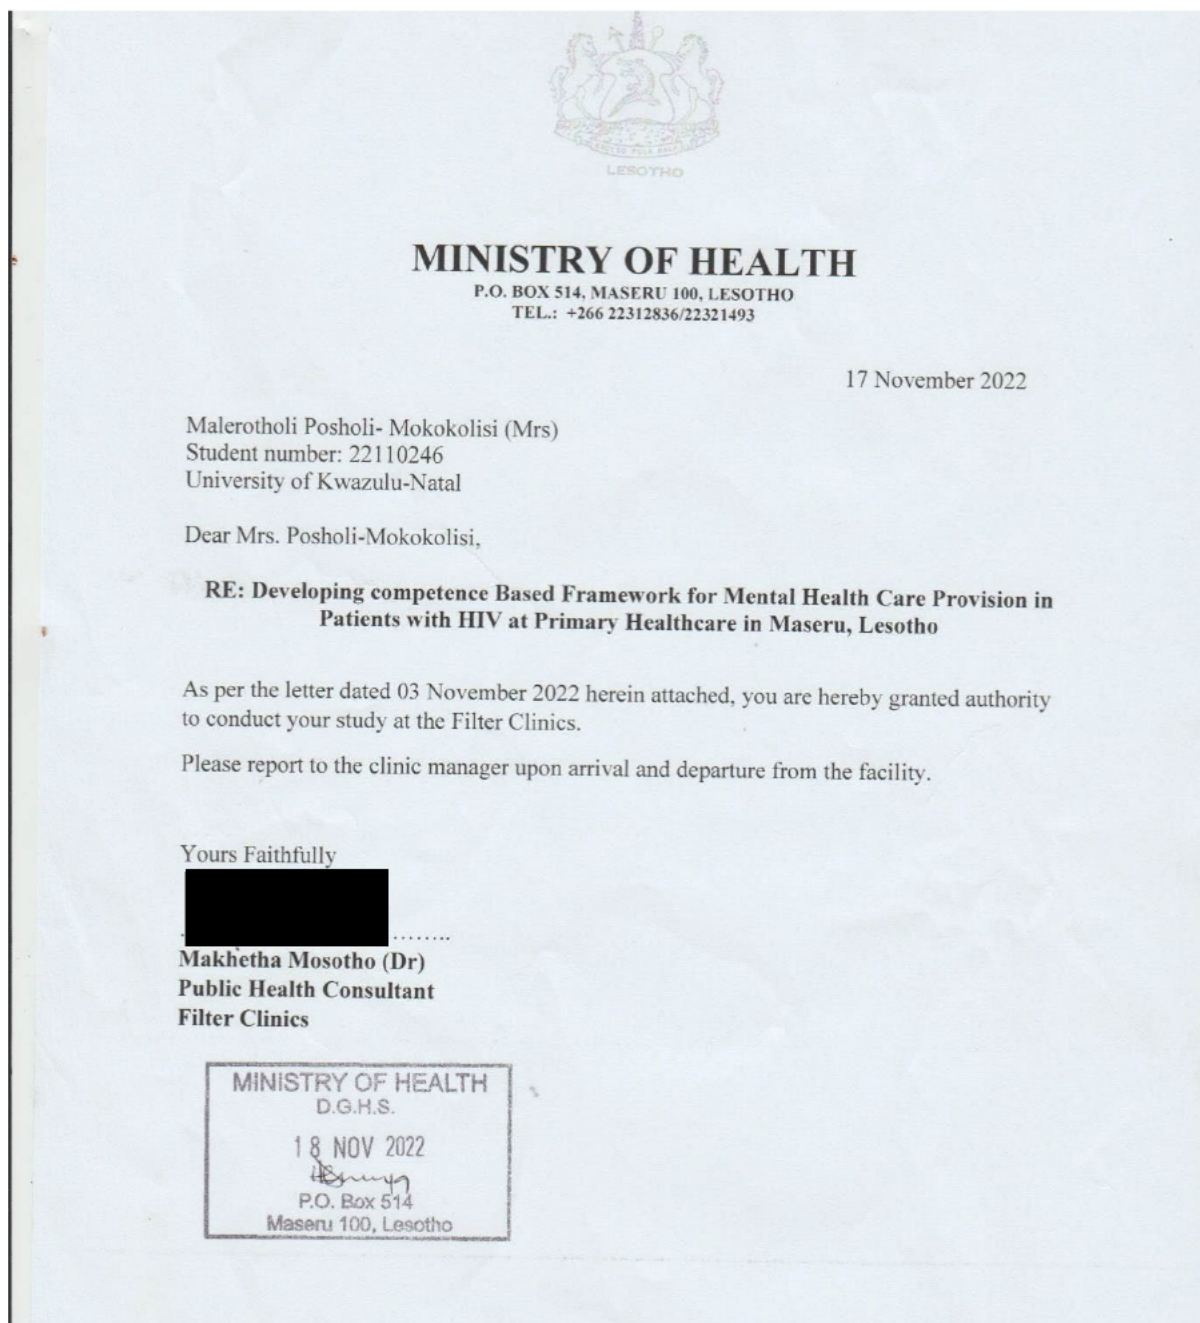 LESOTHO
MINISTRY OF HEALTH
P.O. BOX 514, MASERU 100, LESOTHO
TEL.: +266 22312836/22321493
17 November 2022
Malerotholi Posholi- Mokokolisi (Mrs)
Student number: 22110246
University of Kwazulu-Natal
Dear Mrs. Posholi-Mokokolisi,
RE: Developing competence Based Framework for Mental Health Care Provision in
Patients with HIV at Primary Healthcare in Maseru, Lesotho
As per the letter dated 03 November 2022 herein attached, you are hereby granted authority
to conduct your study at the Filter Clinics.
Please report to the clinic manager upon arrival and departure from the facility.
Yours Faithfully
Makhetha Mosotho (Dr)
Public Health Consultant
Filter Clinics
MINISTRY OF HEALTH
D.G.H.S.
18 NOV 2022
P.O. Box 514
Maseru 100, Lesotho